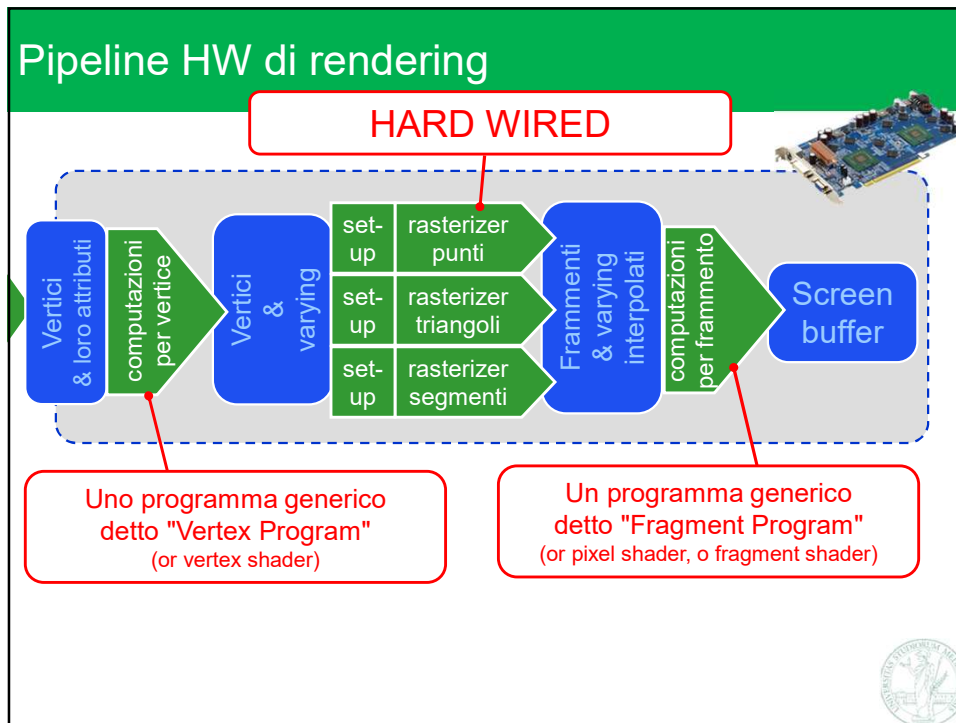 Pipeline HW di rendering
HARD WIRED
Vertici
& loro attributi
computazioni
per vertice
Vertici
&
varying
set-
up
rasterizer
punti
set-
up
rasterizer
triangoli
set-
up
rasterizer
segmenti
Frammenti
& varying
interpolati
computazioni
per frammento
Screen
buffer
Uno programma generico
detto "Vertex Program"
(or vertex shader)
Un programma generico
detto "Fragment Program"
(or pixel shader, o fragment shader)